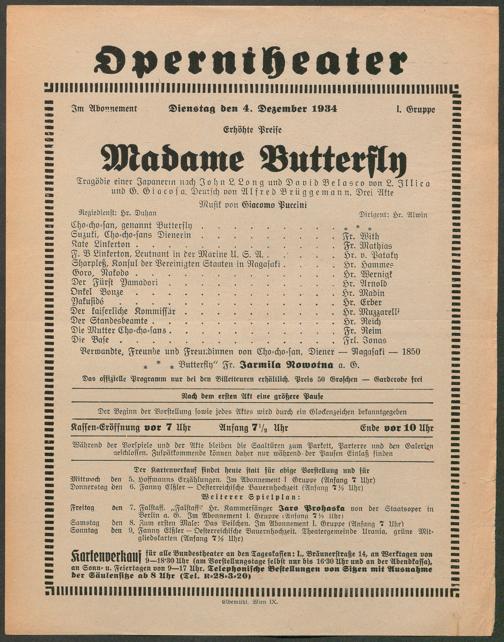 Operntheater
Im Abonnement Dienstag den 4. Dezember 1934 I. Gruppe
Erhöhte Preise
Madame Butterfly
Tragödie einer Japanerin nach John L Long und David Belasco von L. Illica
und G. Giacosa. Deutsch von Alfred Brüggemann. Drei Akte
Musik von Giacomo Puccini
Regiedienst: Hr. Duhan Dirigent: Hr. Alwin
Cho-cho-san, genannt Butterfly . . . * * *
Suzuki, Cho-cho-sans Dienerin . . . Fr. With
Kate Linkerton . . . Fr. Mathias
F. B Linkerton, Leutnant in der Marine U. S. A. . . . Hr. v. Pataky
Sharpleß, Konsul der Vereinigten Staaten in Nagasaki . . . Hr. Hammes
Goro, Nakodo . . . Hr. Wernigk
Der Fürst Yamadori . . . Hr. Arnold
Onkel Bonze . . . Hr. Madin
Yakusidé . . . Hr. Erber
Der kaiserliche Kommissär . . . Hr. Muzzarelli
Der Standesbeamte . . . Hr. Reich
Die Mutter Cho-cho-sans . . . Fr. Reim
Die Base . . . Frl. Jonas
Verwandte, Freunde und Freundinnen von Cho-cho-san, Diener — Nagasaki — 1850
* * * „Butterfly" Fr. Jarmila Nowotna a. G.
Das offizielle Programm nur bei den Billetteuren erhältlich. Preis 50 Groschen — Garderobe frei
Nach dem ersten Akt eine größere Pause
Der Beginn der Vorstellung sowie jedes Aktes wird durch ein Glockenzeichen bekanntgegeben
Kassen-Eröffnung vor 7 Uhr Anfang 7½ Uhr Ende vor 10 Uhr
Während der Vorspiele und der Akte bleiben die Saaltüren zum Parkett, Parterre und den Galerien
geschlossen. Zuspätkommende können daher nur während der Pausen Einlaß finden
Der Kartenverkauf findet heute statt für obige Vorstellung und für
Mittwoch den 5. Hoffmanns Erzählungen. Im Abonnement I Gruppe (Anfang 7 Uhr)
Donnerstag den 6. Fanny Elßler — Oesterreichische Bauernhochzeit (Anfang 7½ Uhr)
Weiterer Spielplan:
Freitag den 7. Falstaff. „Falstaff" Hr. Kammersänger Jaro Prohaska von der Staatsoper in
Berlin a. G. Im Abonnement I. Gruppe (Anfang 7½ Uhr)
Samstag den 8. Zum ersten Male: Das Veilchen. Im Abonnement I. Gruppe (Anfang 7 Uhr)
Sonntag den 9. Fanny Elßler — Oesterreichische Bauernhochzeit. Theatergemeinde Urania, grüne Mit-
gliedskarten (Anfang 7½ Uhr)
Kartenverkauf für alle Bundestheater an den Tageskassen: I., Bräunerstraße 14, an Werktagen von
9—18'30 Uhr (am Vorstellungstage selbst nur bis 16'30 Uhr und an der Abendkassa),
an Sonn- u. Feiertagen von 9—17 Uhr. Telephonische Bestellungen von Sitzen mit Ausnahme
der Säulensitze ab 8 Uhr (Tel. R-28-3-20)
Elbemühl, Wien IX.